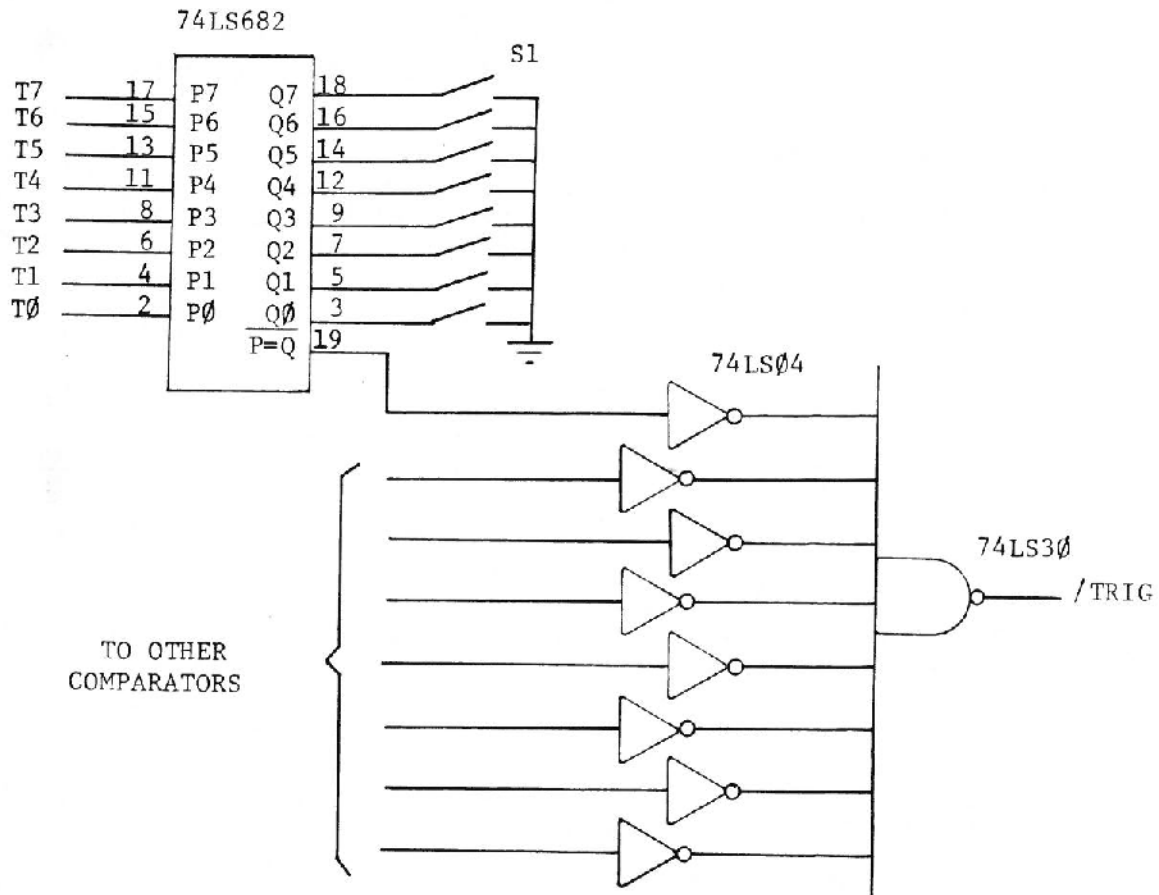 74LS682
S1
T7 17 P7 Q7 18
T6 15 P6 Q6 16
T5 13 P5 Q5 14
T4 11 P4 Q4 12
T3 8 P3 Q3 9
T2 6 P2 Q2 7
T1 4 P1 Q1 5
TØ 2 PØ QØ 3
P=Q 19
74LSØ4
74LS3Ø
/TRIG
TO OTHER
COMPARATORS